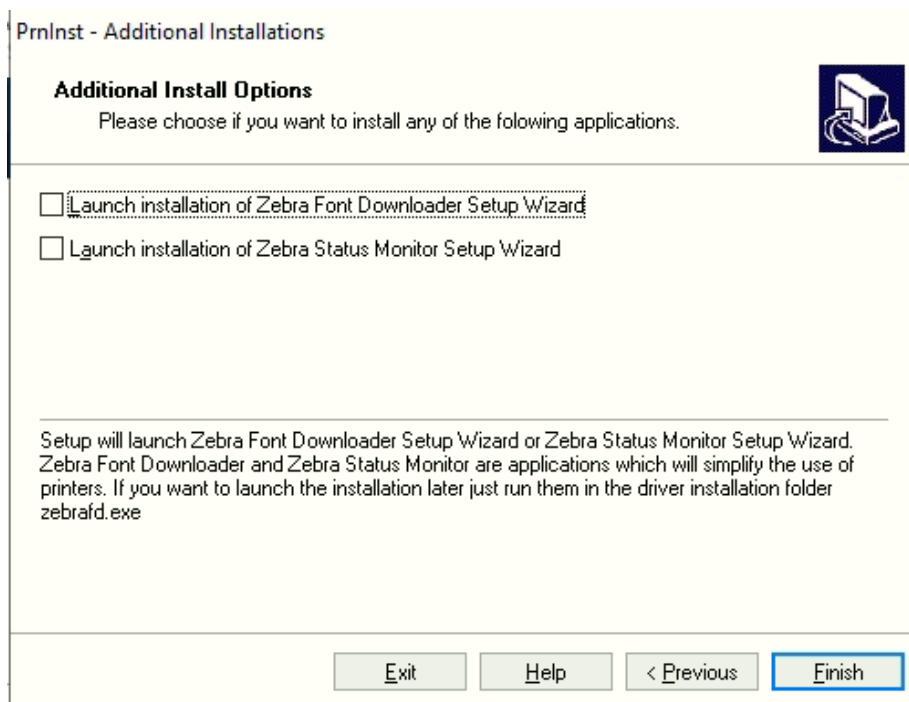 PrnInst - Additional Installations
Additional Install Options
Please choose if you want to install any of the folowing applications.
Launch installation of Zebra Font Downloader Setup Wizard
Launch installation of Zebra Status Monitor Setup Wizard
Setup will launch Zebra Font Downloader Setup Wizard or Zebra Status Monitor Setup Wizard.
Zebra Font Downloader and Zebra Status Monitor are applications which will simplify the use of
printers. If you want to launch the installation later just run them in the driver installation folder
zebrafd.exe
Exit Help < Previous Finish